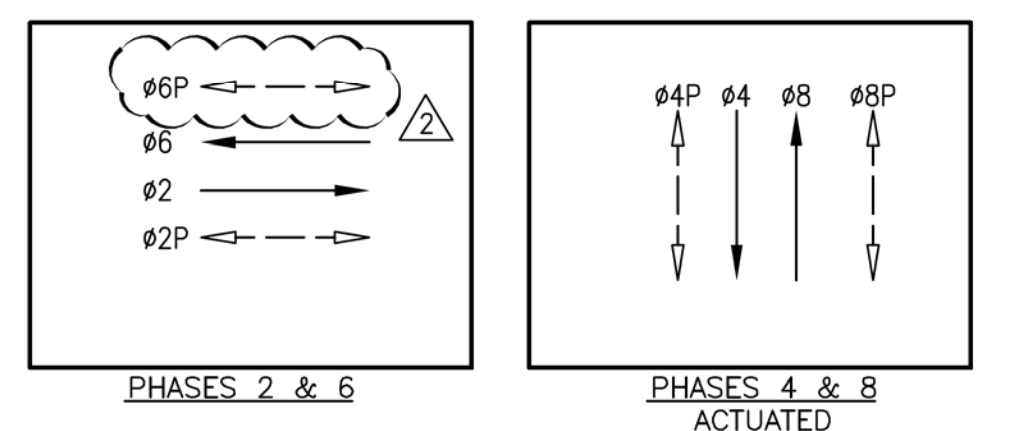 ø6P
2
ø6
ø2
ø2P
PHASES 2 & 6
ø4P ø4 ø8 ø8P
PHASES 4 & 8
ACTUATED